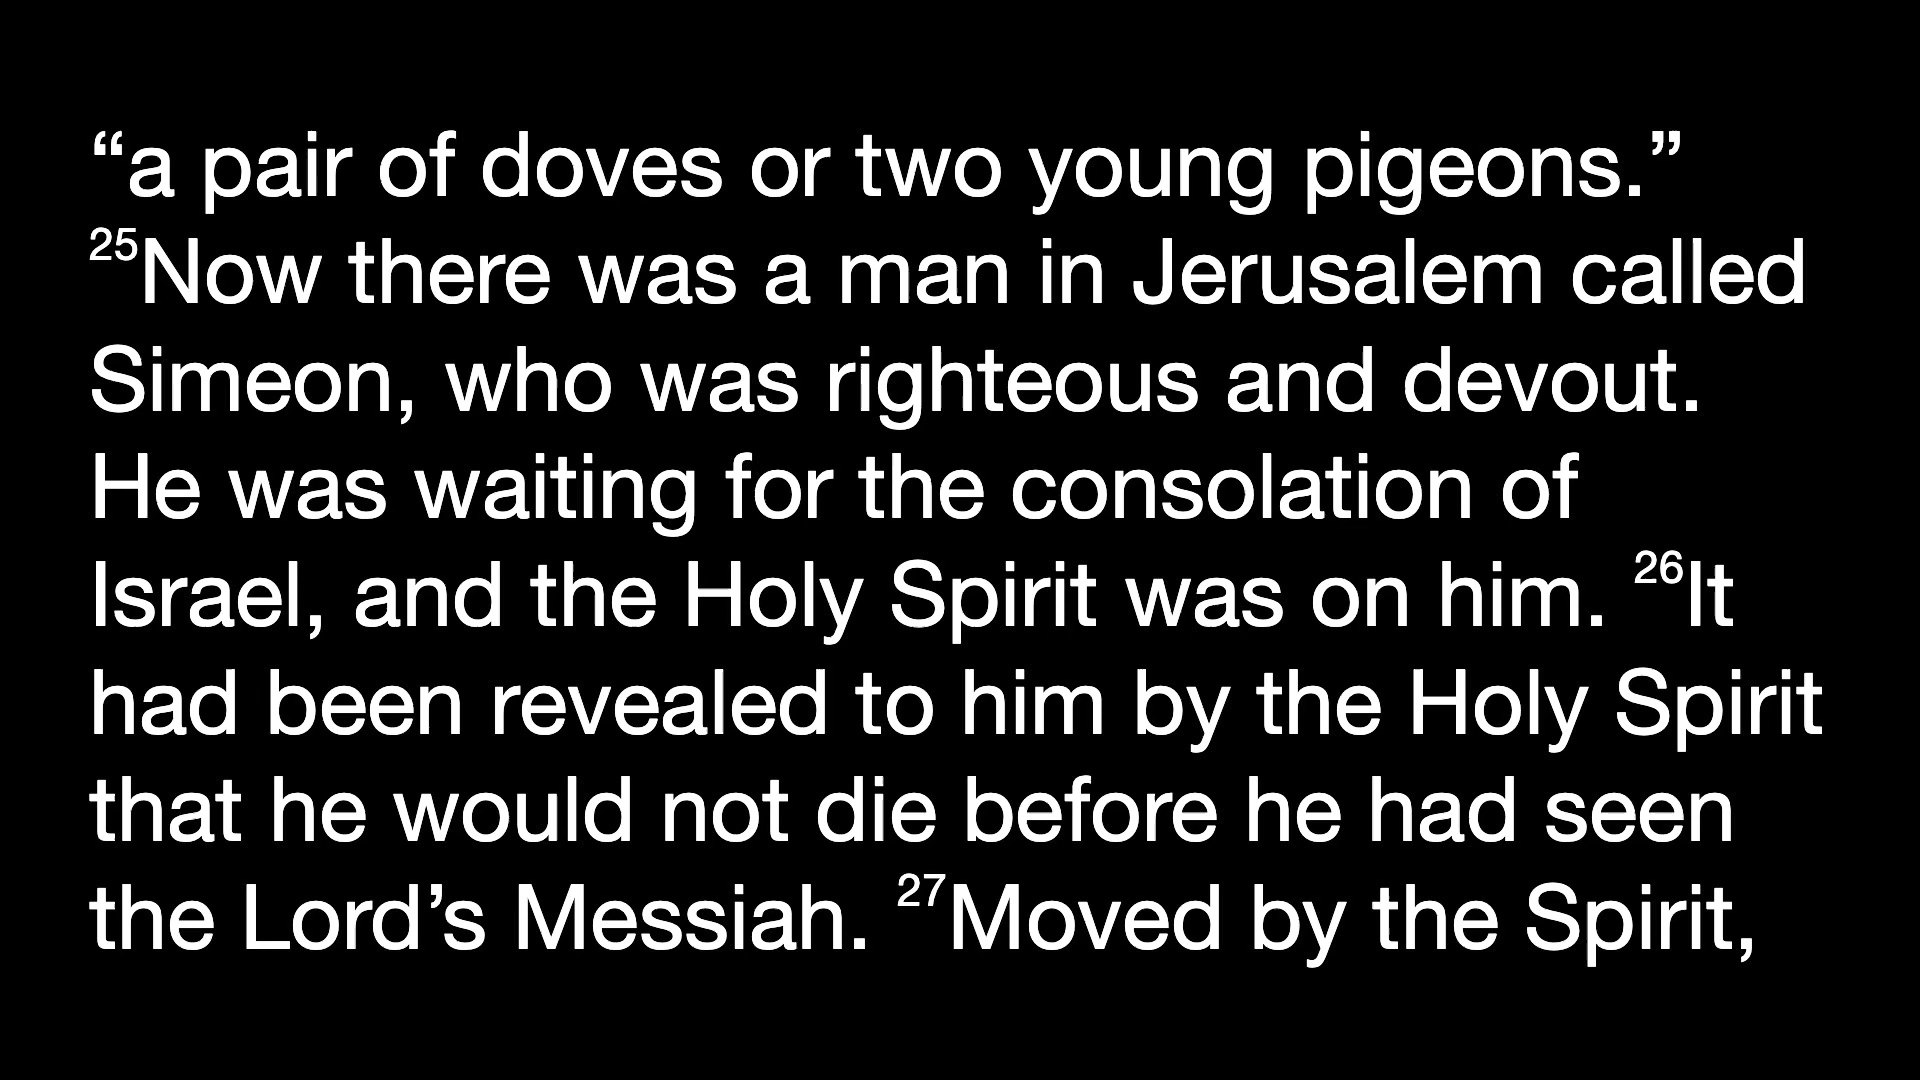 “a pair of doves or two young pigeons.”
25Now there was a man in Jerusalem called
Simeon, who was righteous and devout.
He was waiting for the consolation of
Israel, and the Holy Spirit was on him. 26It
had been revealed to him by the Holy Spirit
that he would not die before he had seen
the Lord’s Messiah. 27Moved by the Spirit,